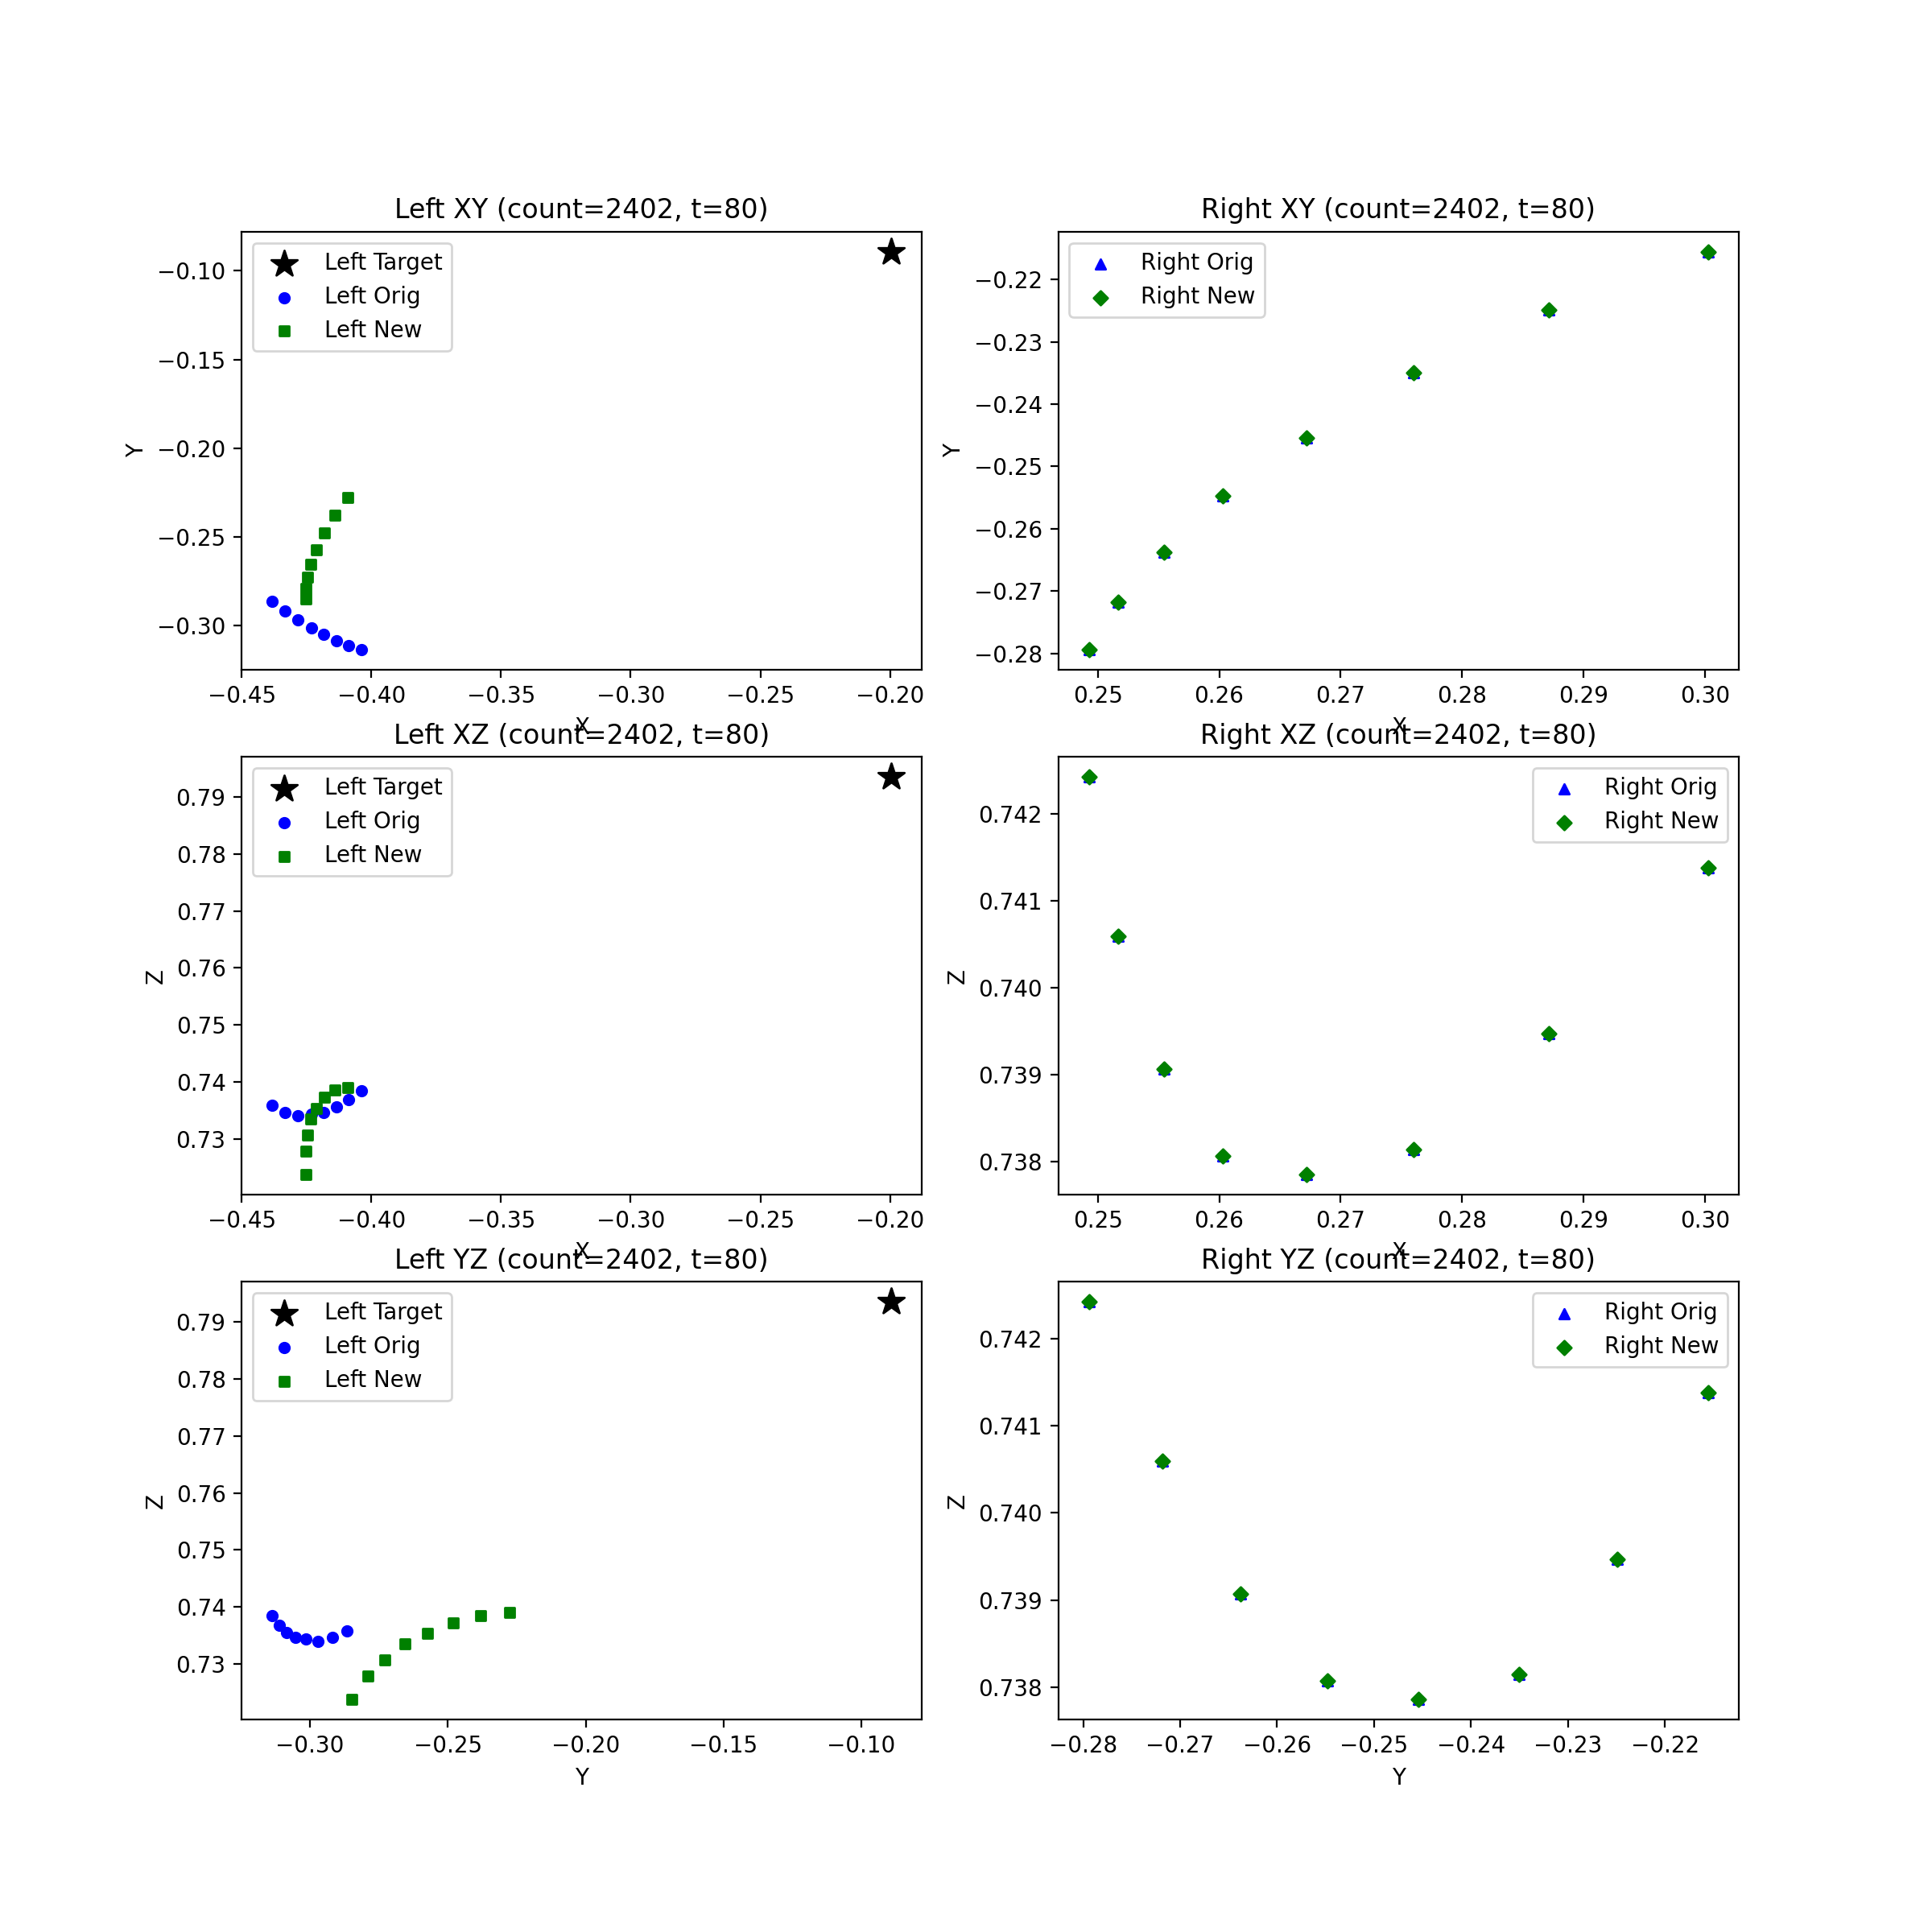 Left XY (count=2402, t=80)
Left Target
Left Orig
Left New
Y
−0.10
−0.15
−0.20
−0.25
−0.30
−0.45
−0.40
−0.35
−0.30
−0.25
−0.20
X
Right XY (count=2402, t=80)
Right Orig
Right New
Y
−0.22
−0.23
−0.24
−0.25
−0.26
−0.27
−0.28
0.25
0.26
0.27
0.28
0.29
0.30
X
Left XZ (count=2402, t=80)
Left Target
Left Orig
Left New
Z
0.79
0.78
0.77
0.76
0.75
0.74
0.73
−0.45
−0.40
−0.35
−0.30
−0.25
−0.20
X
Right XZ (count=2402, t=80)
Right Orig
Right New
Z
0.742
0.741
0.740
0.739
0.738
0.25
0.26
0.27
0.28
0.29
0.30
X
Left YZ (count=2402, t=80)
Left Target
Left Orig
Left New
Z
0.79
0.78
0.77
0.76
0.75
0.74
0.73
−0.30
−0.25
−0.20
−0.15
−0.10
Y
Right YZ (count=2402, t=80)
Right Orig
Right New
Z
0.742
0.741
0.740
0.739
0.738
−0.28
−0.27
−0.26
−0.25
−0.24
−0.23
−0.22
Y